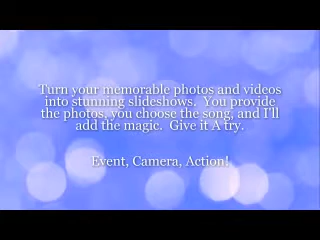 Turn your memorable photos and videos
into stunning slideshows. You provide
the photos, you choose the song, and I'll
add the magic. Give it A try.
Event, Camera, Action!